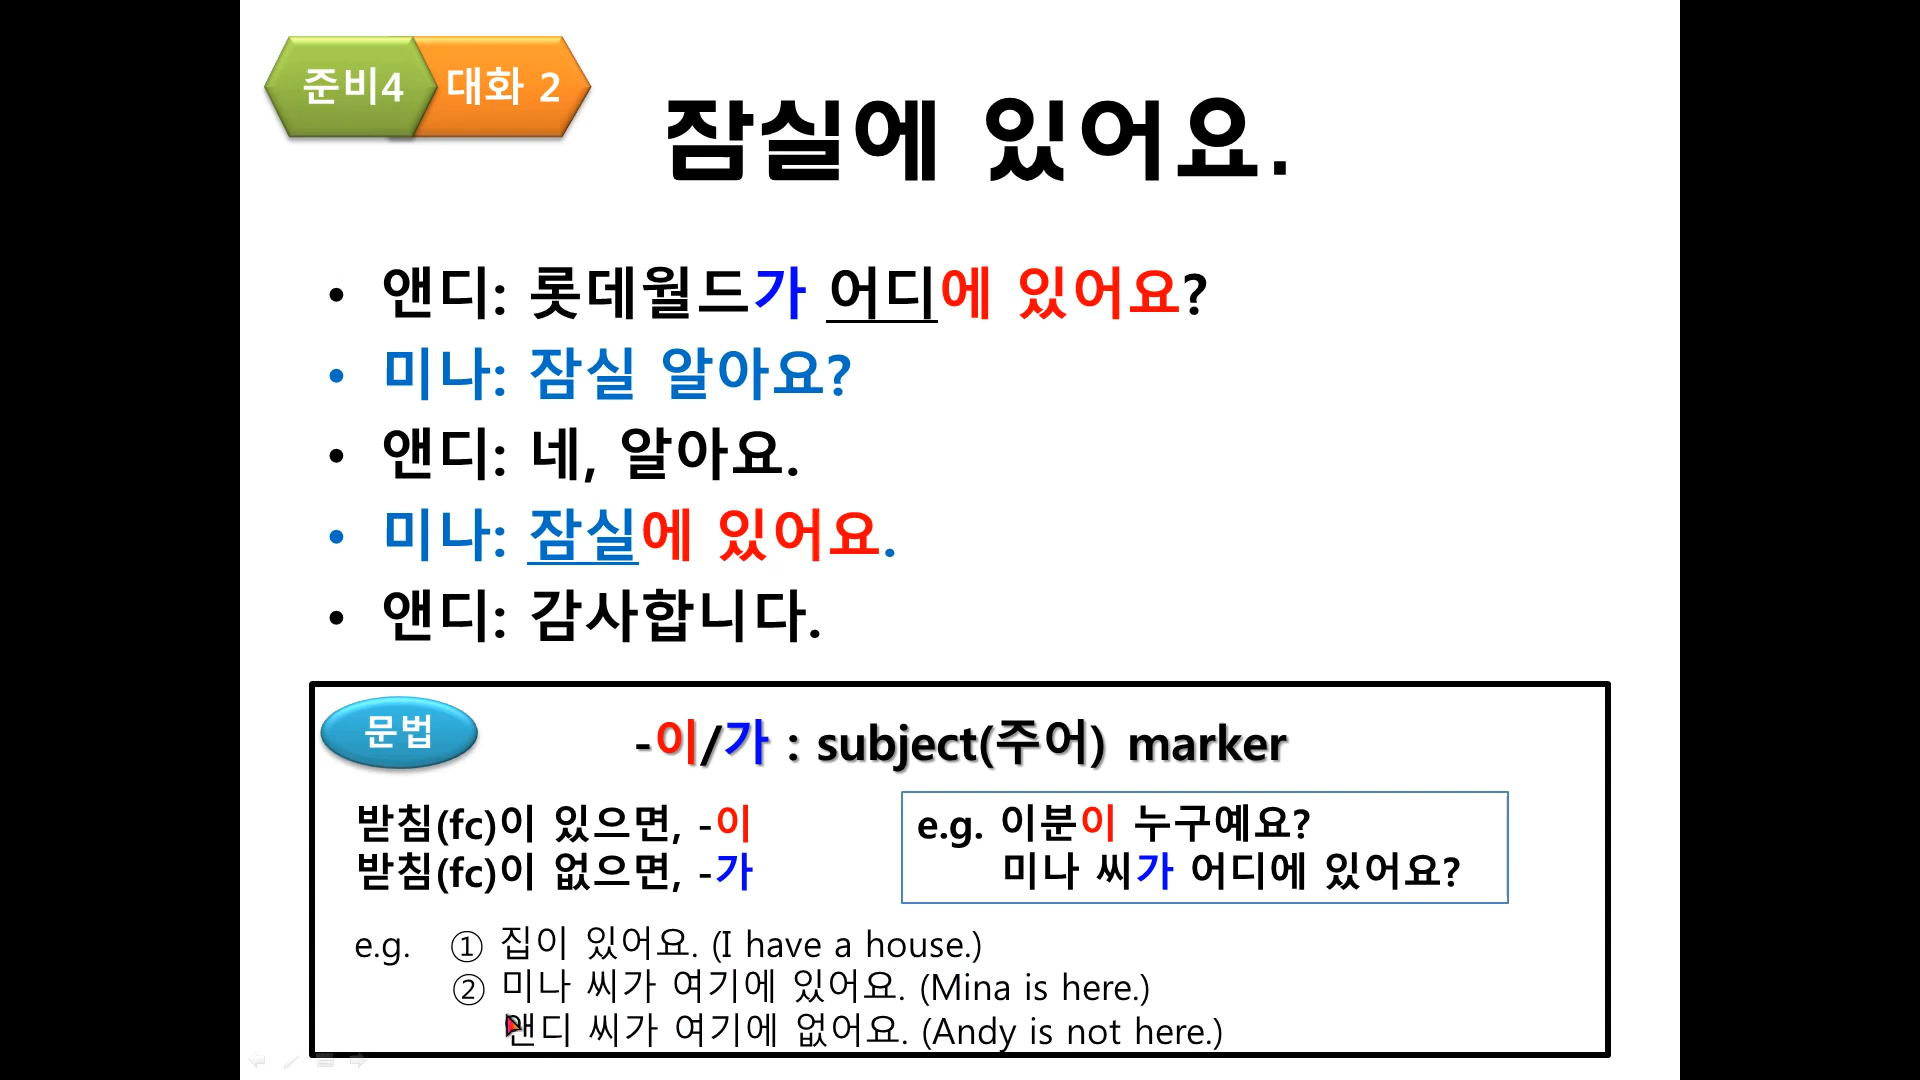 준비4 대화 2
잠실에 있어요.
• 앤디: 롯데월드가 어디에 있어요?
• 미나: 잠실 알아요?
• 앤디: 네, 알아요.
• 미나: 잠실에 있어요.
• 앤디: 감사합니다.
문법
-이/가 : subject(주어) marker
받침(fc)이 있으면, -이
받침(fc)이 없으면, -가
e.g. 이분이 누구예요?
미나 씨가 어디에 있어요?
e.g. ① 집이 있어요. (I have a house.)
② 미나 씨가 여기에 있어요. (Mina is here.)
앤디 씨가 여기에 없어요. (Andy is not here.)